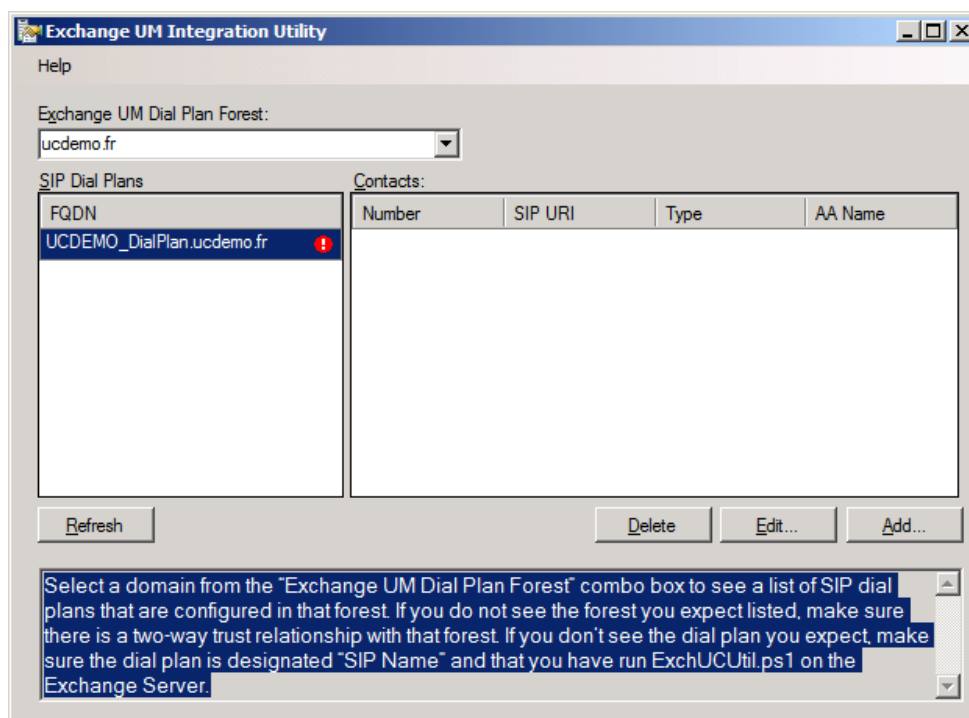 Exchange UM Integration Utility
Help
Exchange UM Dial Plan Forest:
ucdemo.fr
SIP Dial Plans
Contacts:
FQDN
Number
SIP URI
Type
AA Name
UCDEMO_DialPlan.ucdemo.fr
Refresh
Delete
Edit...
Add...
Select a domain from the "Exchange UM Dial Plan Forest" combo box to see a list of SIP dial
plans that are configured in that forest. If you do not see the forest you expect listed, make sure
there is a two-way trust relationship with that forest. If you don't see the dial plan you expect, make
sure the dial plan is designated "SIP Name" and that you have run ExchUCUtil.ps1 on the
Exchange Server.